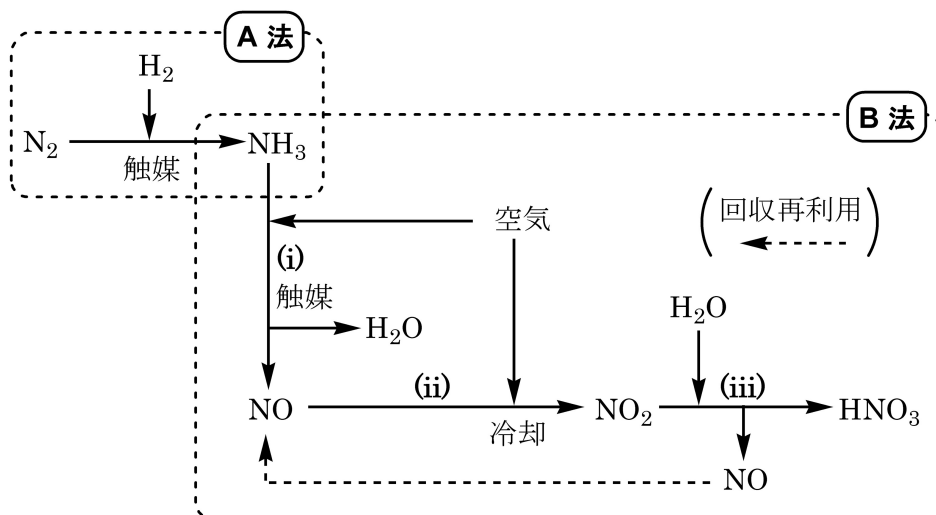 A 法
H₂
N₂
触媒
NH₃
B 法
空気
回収再利用
(i)
触媒
H₂O
H₂O
NO
(ii)
冷却
NO₂
(iii)
HNO₃
NO